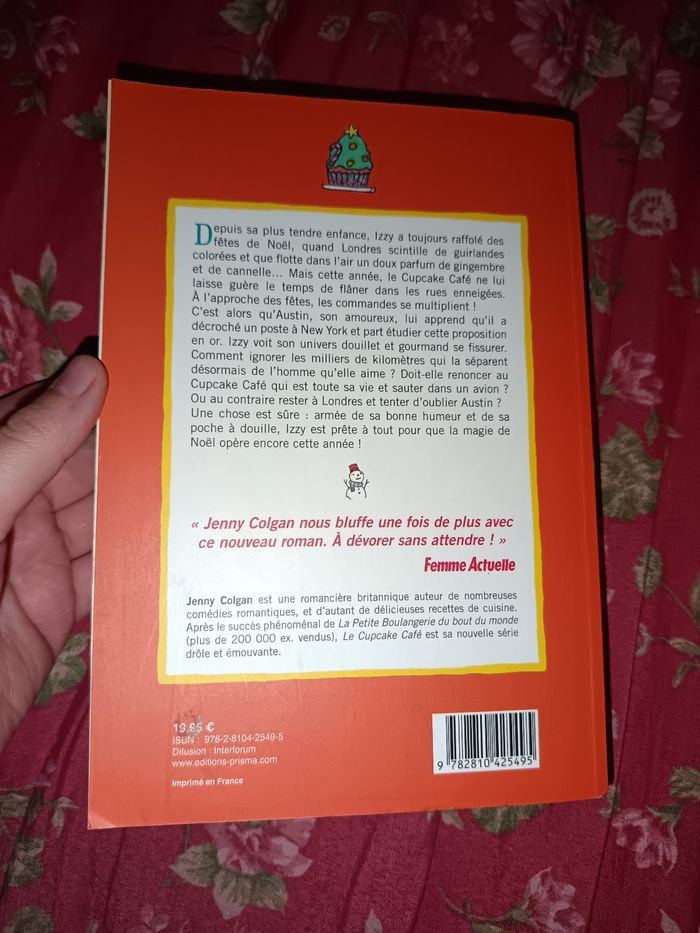 Depuis sa plus tendre enfance, Izzy a toujours raffolé des
fêtes de Noël, quand Londres scintille de guirlandes
colorées et que flotte dans l'air un doux parfum de gingembre
et de cannelle... Mais cette année, le Cupcake Café ne lui
laisse guère le temps de flâner dans les rues enneigées.
À l'approche des fêtes, les commandes se multiplient !
C'est alors qu'Austin, son amoureux, lui apprend qu'il a
décroché un poste à New York et part étudier cette proposition
en or. Izzy voit son univers douillet et gourmand se fissurer.
Comment ignorer les milliers de kilomètres qui la séparent
désormais de l'homme qu'elle aime ? Doit-elle renoncer au
Cupcake Café qui est toute sa vie et sauter dans un avion ?
Ou au contraire rester à Londres et tenter d'oublier Austin ?
Une chose est sûre : armée de sa bonne humeur et de sa
poche à douille, Izzy est prête à tout pour que la magie de
Noël opère encore cette année !
« Jenny Colgan nous bluffe une fois de plus avec
ce nouveau roman. À dévorer sans attendre ! »
Femme Actuelle
Jenny Colgan est une romancière britannique auteur de nombreuses
comédies romantiques, et d'autant de délicieuses recettes de cuisine.
Après le succès phénoménal de La Petite Boulangerie du bout du monde
(plus de 200 000 ex. vendus), Le Cupcake Café est sa nouvelle série
drôle et émouvante.
19,95 €
ISBN : 978-2-8104-2549-5
Difusion : Interforum
www.editions-prisma.com
Imprimé en France
9 782810 425495